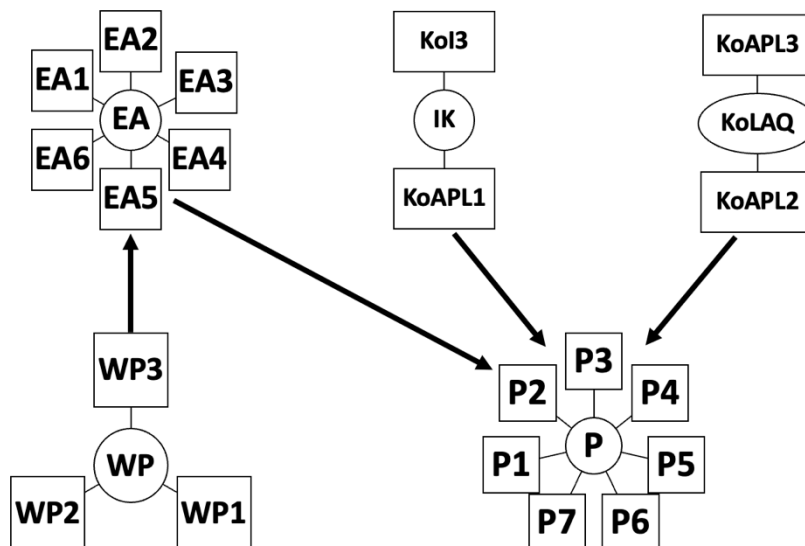 EA2
EA1
EA3
EA
EA6
EA4
EA5
KoI3
IK
KoAPL1
KoAPL3
KoLAQ
KoAPL2
WP3
WP
WP2
WP1
P3
P2
P4
P
P1
P5
P7
P6